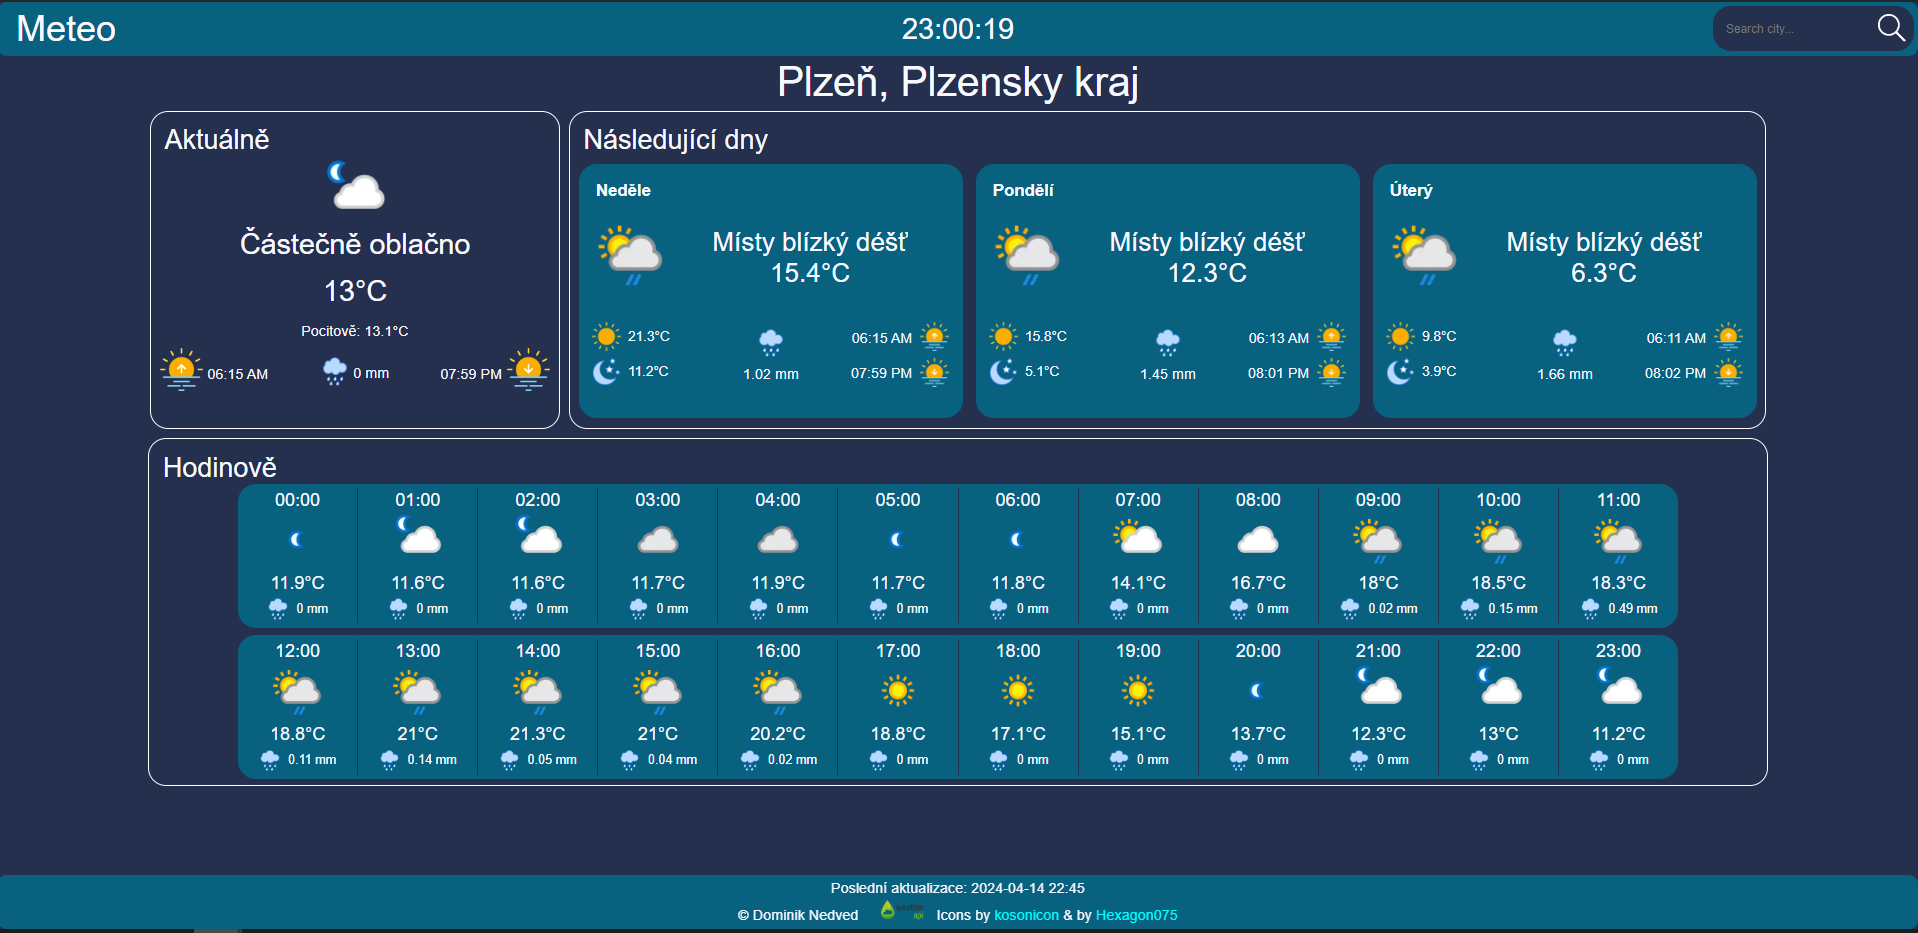 Meteo
23:00:19
Search city...
Plzeň, Plzensky kraj
Aktuálně
Částečně oblačno
13°C
Pocitově: 13.1°C
06:15 AM
0 mm
07:59 PM
Následující dny
Neděle
Místy blízký déšť
15.4°C
21.3°C
11.2°C
1.02 mm
06:15 AM
07:59 PM
Pondělí
Místy blízký déšť
12.3°C
15.8°C
5.1°C
1.45 mm
06:13 AM
08:01 PM
Úterý
Místy blízký déšť
6.3°C
9.8°C
3.9°C
1.66 mm
06:11 AM
08:02 PM
Hodinově
00:00 01:00 02:00 03:00 04:00 05:00 06:00 07:00 08:00 09:00 10:00 11:00
11.9°C 11.6°C 11.6°C 11.7°C 11.9°C 11.7°C 11.8°C 14.1°C 16.7°C 18°C 18.5°C 18.3°C
0 mm 0 mm 0 mm 0 mm 0 mm 0 mm 0 mm 0 mm 0 mm 0.02 mm 0.15 mm 0.49 mm
12:00 13:00 14:00 15:00 16:00 17:00 18:00 19:00 20:00 21:00 22:00 23:00
18.8°C 21°C 21.3°C 21°C 20.2°C 18.8°C 17.1°C 15.1°C 13.7°C 12.3°C 13°C 11.2°C
0.11 mm 0.14 mm 0.05 mm 0.04 mm 0.02 mm 0 mm 0 mm 0 mm 0 mm 0 mm 0 mm 0 mm
Poslední aktualizace: 2024-04-14 22:45
© Dominik Nedved weather api Icons by kosonicon & by Hexagon075